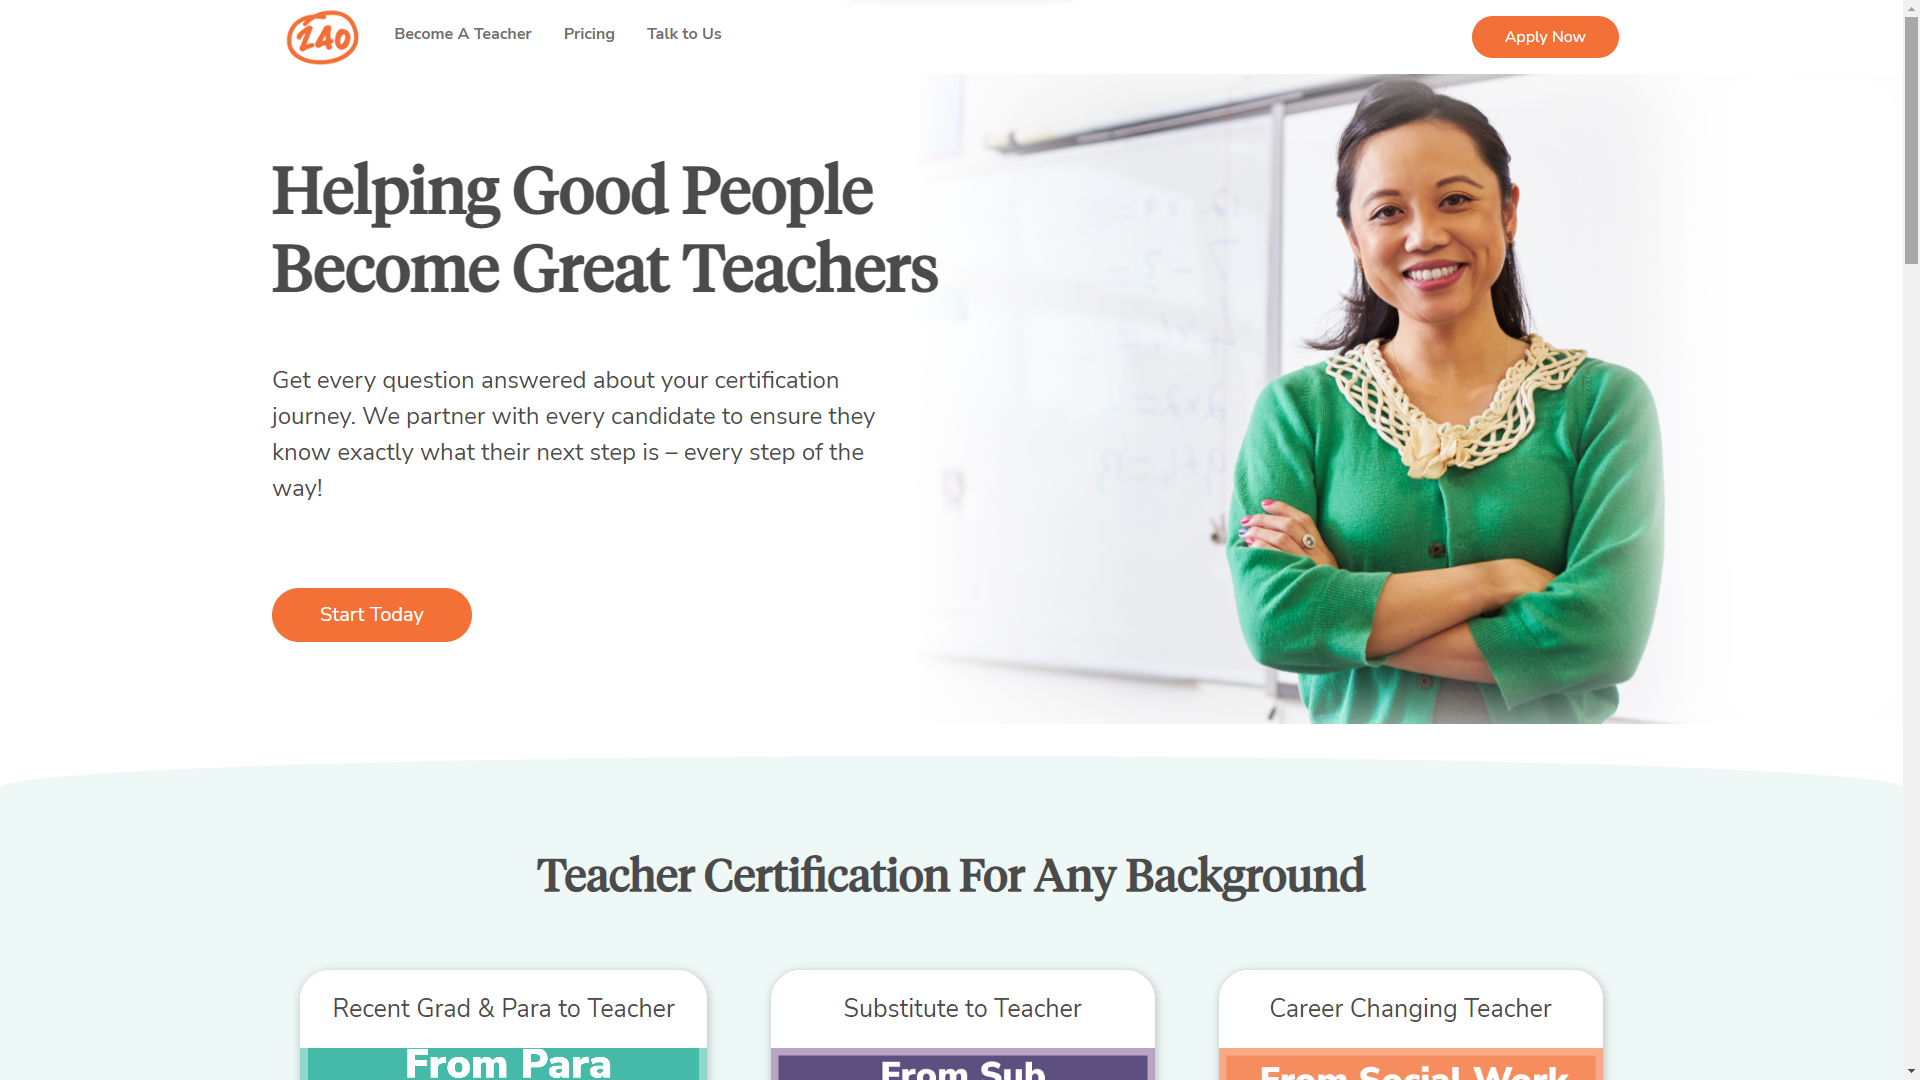 240
Become A Teacher
Pricing
Talk to Us
Apply Now
Helping Good People
Become Great Teachers
Get every question answered about your certification
journey. We partner with every candidate to ensure they
know exactly what their next step is – every step of the
way!
Start Today
Teacher Certification For Any Background
Recent Grad & Para to Teacher
Substitute to Teacher
Career Changing Teacher
From Para
From Sub
From Social Work